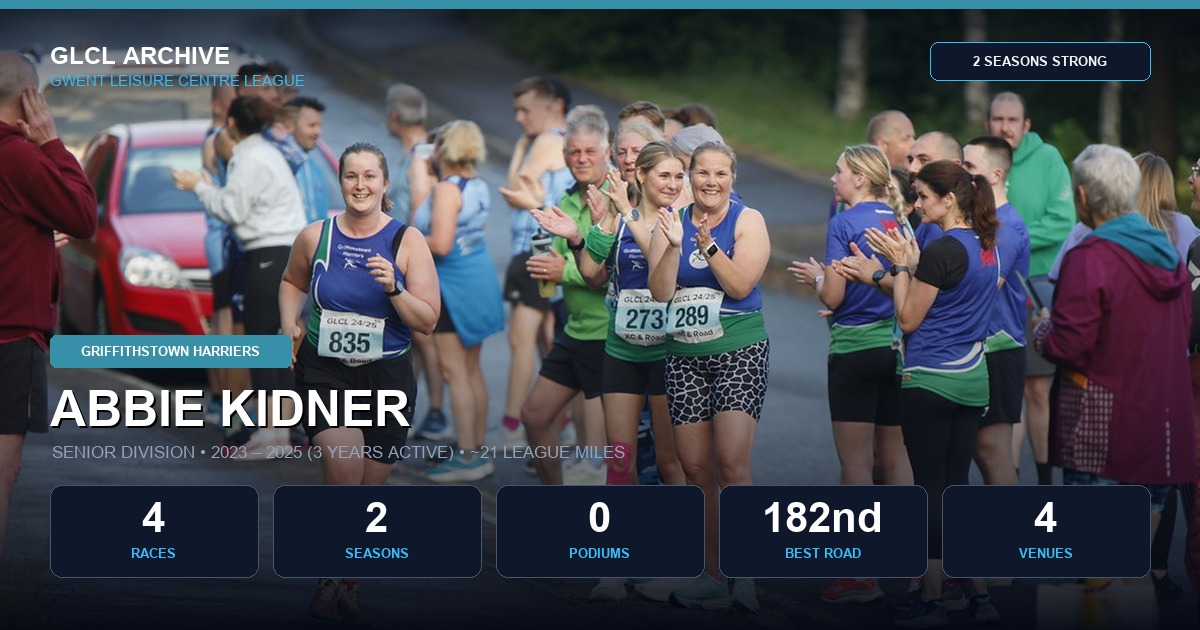 GLCL ARCHIVE
GWENT LEISURE CENTRE LEAGUE
2 SEASONS STRONG
Griffithstown
Harriers
GLCL 24/25
835
& Road
GLCL 24/25
273
XC & Road
GLCL 24/25
289
& Road
GRIFFITHSTOWN HARRIERS
ABBIE KIDNER
SENIOR DIVISION • 2023 – 2025 (3 YEARS ACTIVE) • ~21 LEAGUE MILES
4
RACES
2
SEASONS
0
PODIUMS
182nd
BEST ROAD
4
VENUES